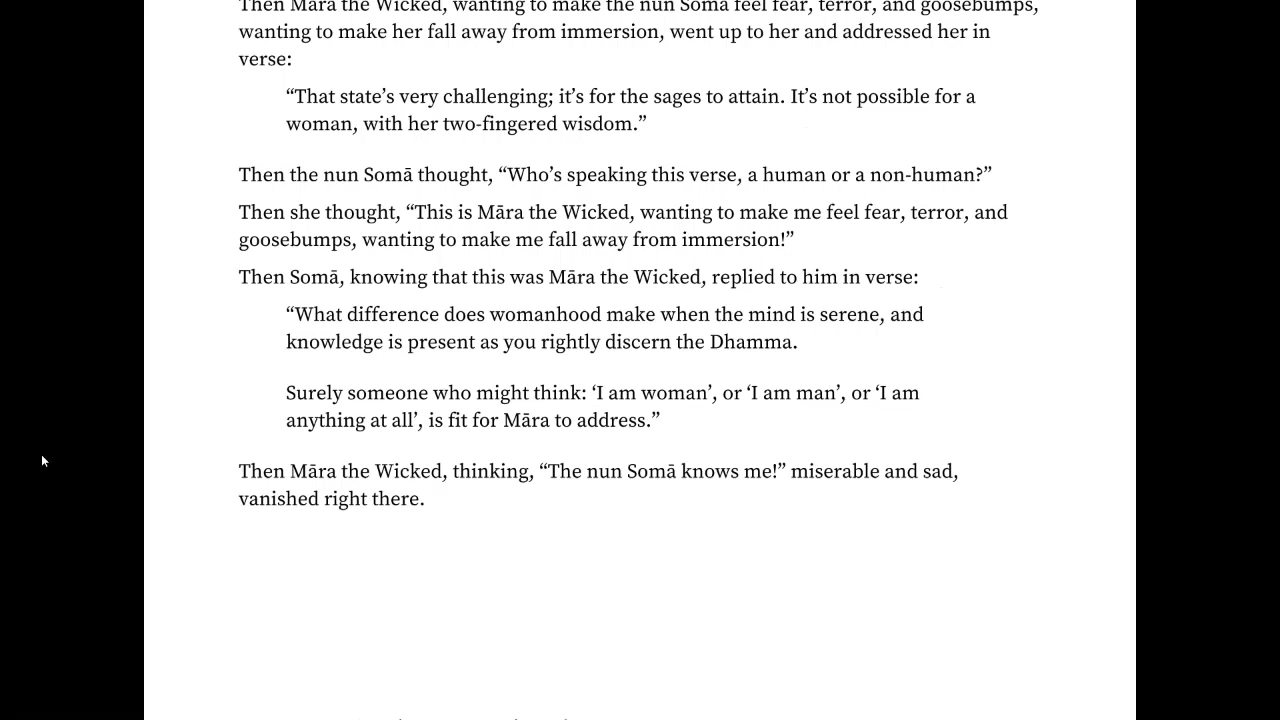 Then Māra the Wicked, wanting to make the nun Somā feel fear, terror, and goosebumps,
wanting to make her fall away from immersion, went up to her and addressed her in
verse:
“That state’s very challenging; it’s for the sages to attain. It’s not possible for a
woman, with her two-fingered wisdom.”
Then the nun Somā thought, “Who’s speaking this verse, a human or a non-human?”
Then she thought, “This is Māra the Wicked, wanting to make me feel fear, terror, and
goosebumps, wanting to make me fall away from immersion!”
Then Somā, knowing that this was Māra the Wicked, replied to him in verse:
“What difference does womanhood make when the mind is serene, and
knowledge is present as you rightly discern the Dhamma.
Surely someone who might think: ‘I am woman’, or ‘I am man’, or ‘I am
anything at all’, is fit for Māra to address.”
Then Māra the Wicked, thinking, “The nun Somā knows me!” miserable and sad,
vanished right there.